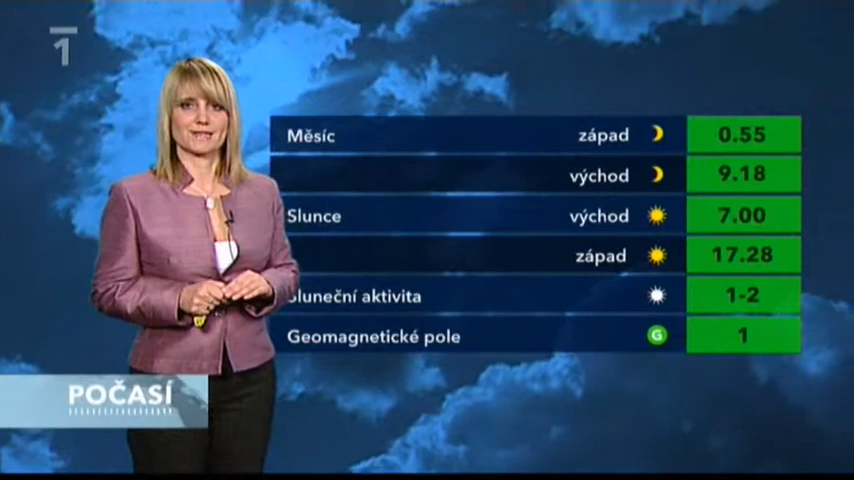 1
Měsíc západ 0.55
východ 9.18
Slunce východ 7.00
západ 17.28
Sluneční aktivita 1-2
Geomagnetické pole G 1
POČASÍ